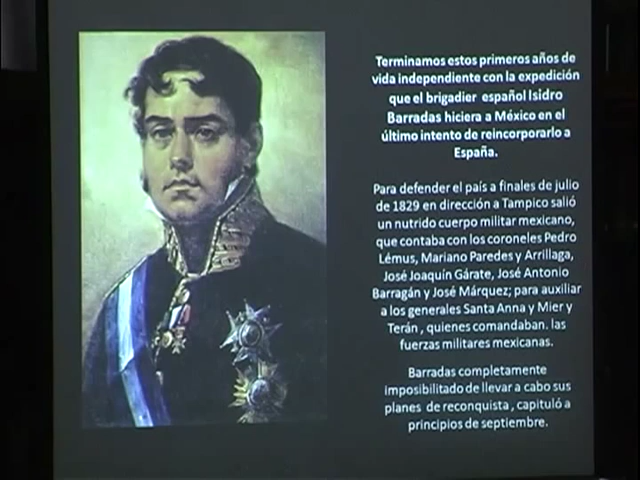 Terminamos estos primeros años de
vida independiente con la expedición
que el brigadier español Isidro
Barradas hiciera a México en el
último intento de reincorporarlo a
España.
Para defender el país a finales de julio
de 1829 en dirección a Tampico salió
un nutrido cuerpo militar mexicano,
que contaba con los coroneles Pedro
Lémus, Mariano Paredes y Arrillaga,
José Joaquín Gárate, José Antonio
Barragán y José Márquez; para auxiliar
a los generales Santa Anna y Mier y
Terán , quienes comandaban. las
fuerzas militares mexicanas.
Barradas completamente
imposibilitado de llevar a cabo sus
planes de reconquista , capituló a
principios de septiembre.